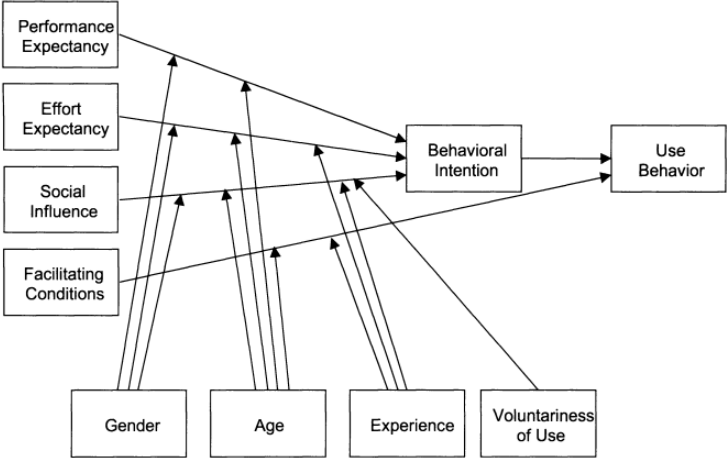 Performance
Expectancy
Effort
Expectancy
Social
Influence
Facilitating
Conditions
Behavioral
Intention
Use
Behavior
Gender
Age
Experience
Voluntariness
of Use